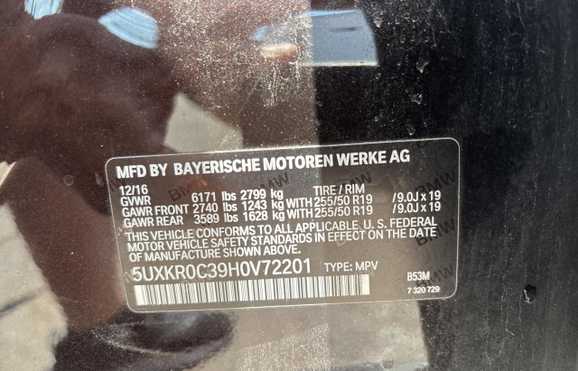 MFD BY BAYERISCHE MOTOREN WERKE AG
12/16
GVWR 6171 lbs 2799 kg TIRE / RIM
GAWR FRONT 2740 lbs 1243 kg WITH 255/50 R19 /9.0J x 19
GAWR REAR 3589 lbs 1628 kg WITH 255/50 R19 /9.0J x 19
THIS VEHICLE CONFORMS TO ALL APPLICABLE U. S. FEDERAL
MOTOR VEHICLE SAFETY STANDARDS IN EFFECT ON THE DATE OF
MANUFACTURE SHOWN ABOVE.
5UXKR0C39H0V72201 TYPE: MPV
B53M
7 320 729